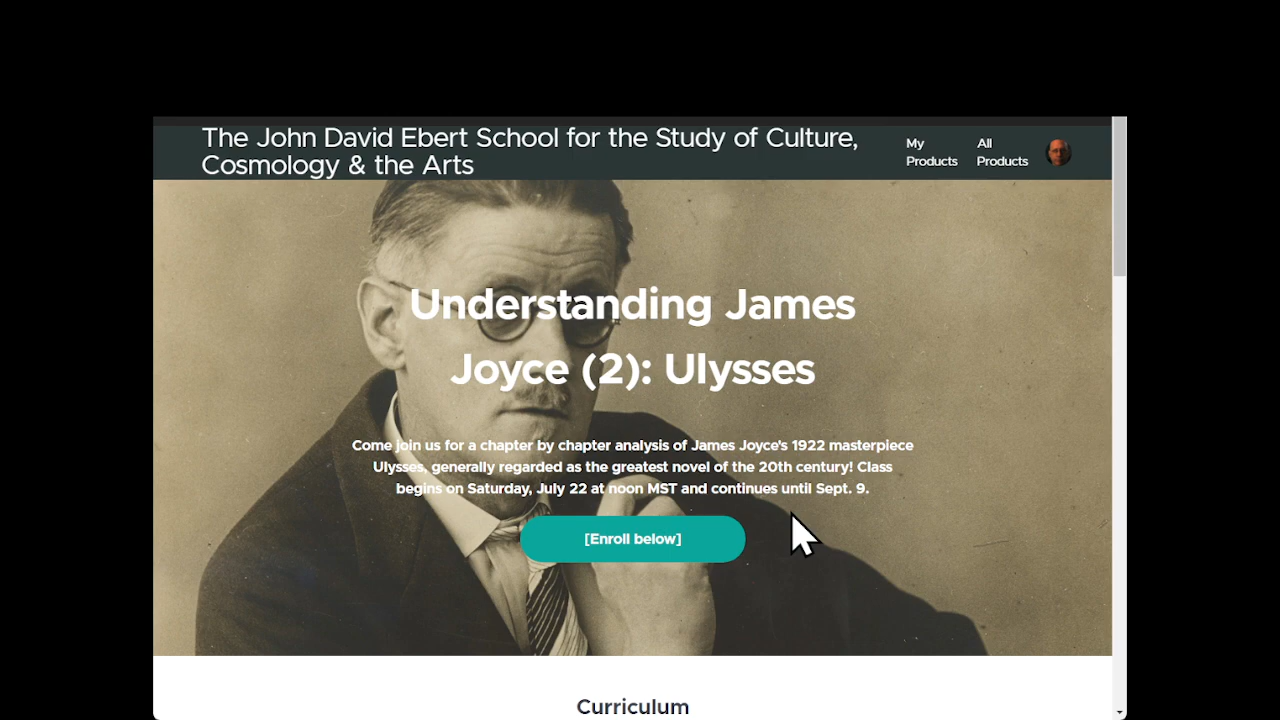 The John David Ebert School for the Study of Culture,
Cosmology & the Arts
My
Products
All
Products
Understanding James
Joyce (2): Ulysses
Come join us for a chapter by chapter analysis of James Joyce's 1922 masterpiece
Ulysses, generally regarded as the greatest novel of the 20th century! Class
begins on Saturday, July 22 at noon MST and continues until Sept. 9.
[Enroll below]
Curriculum